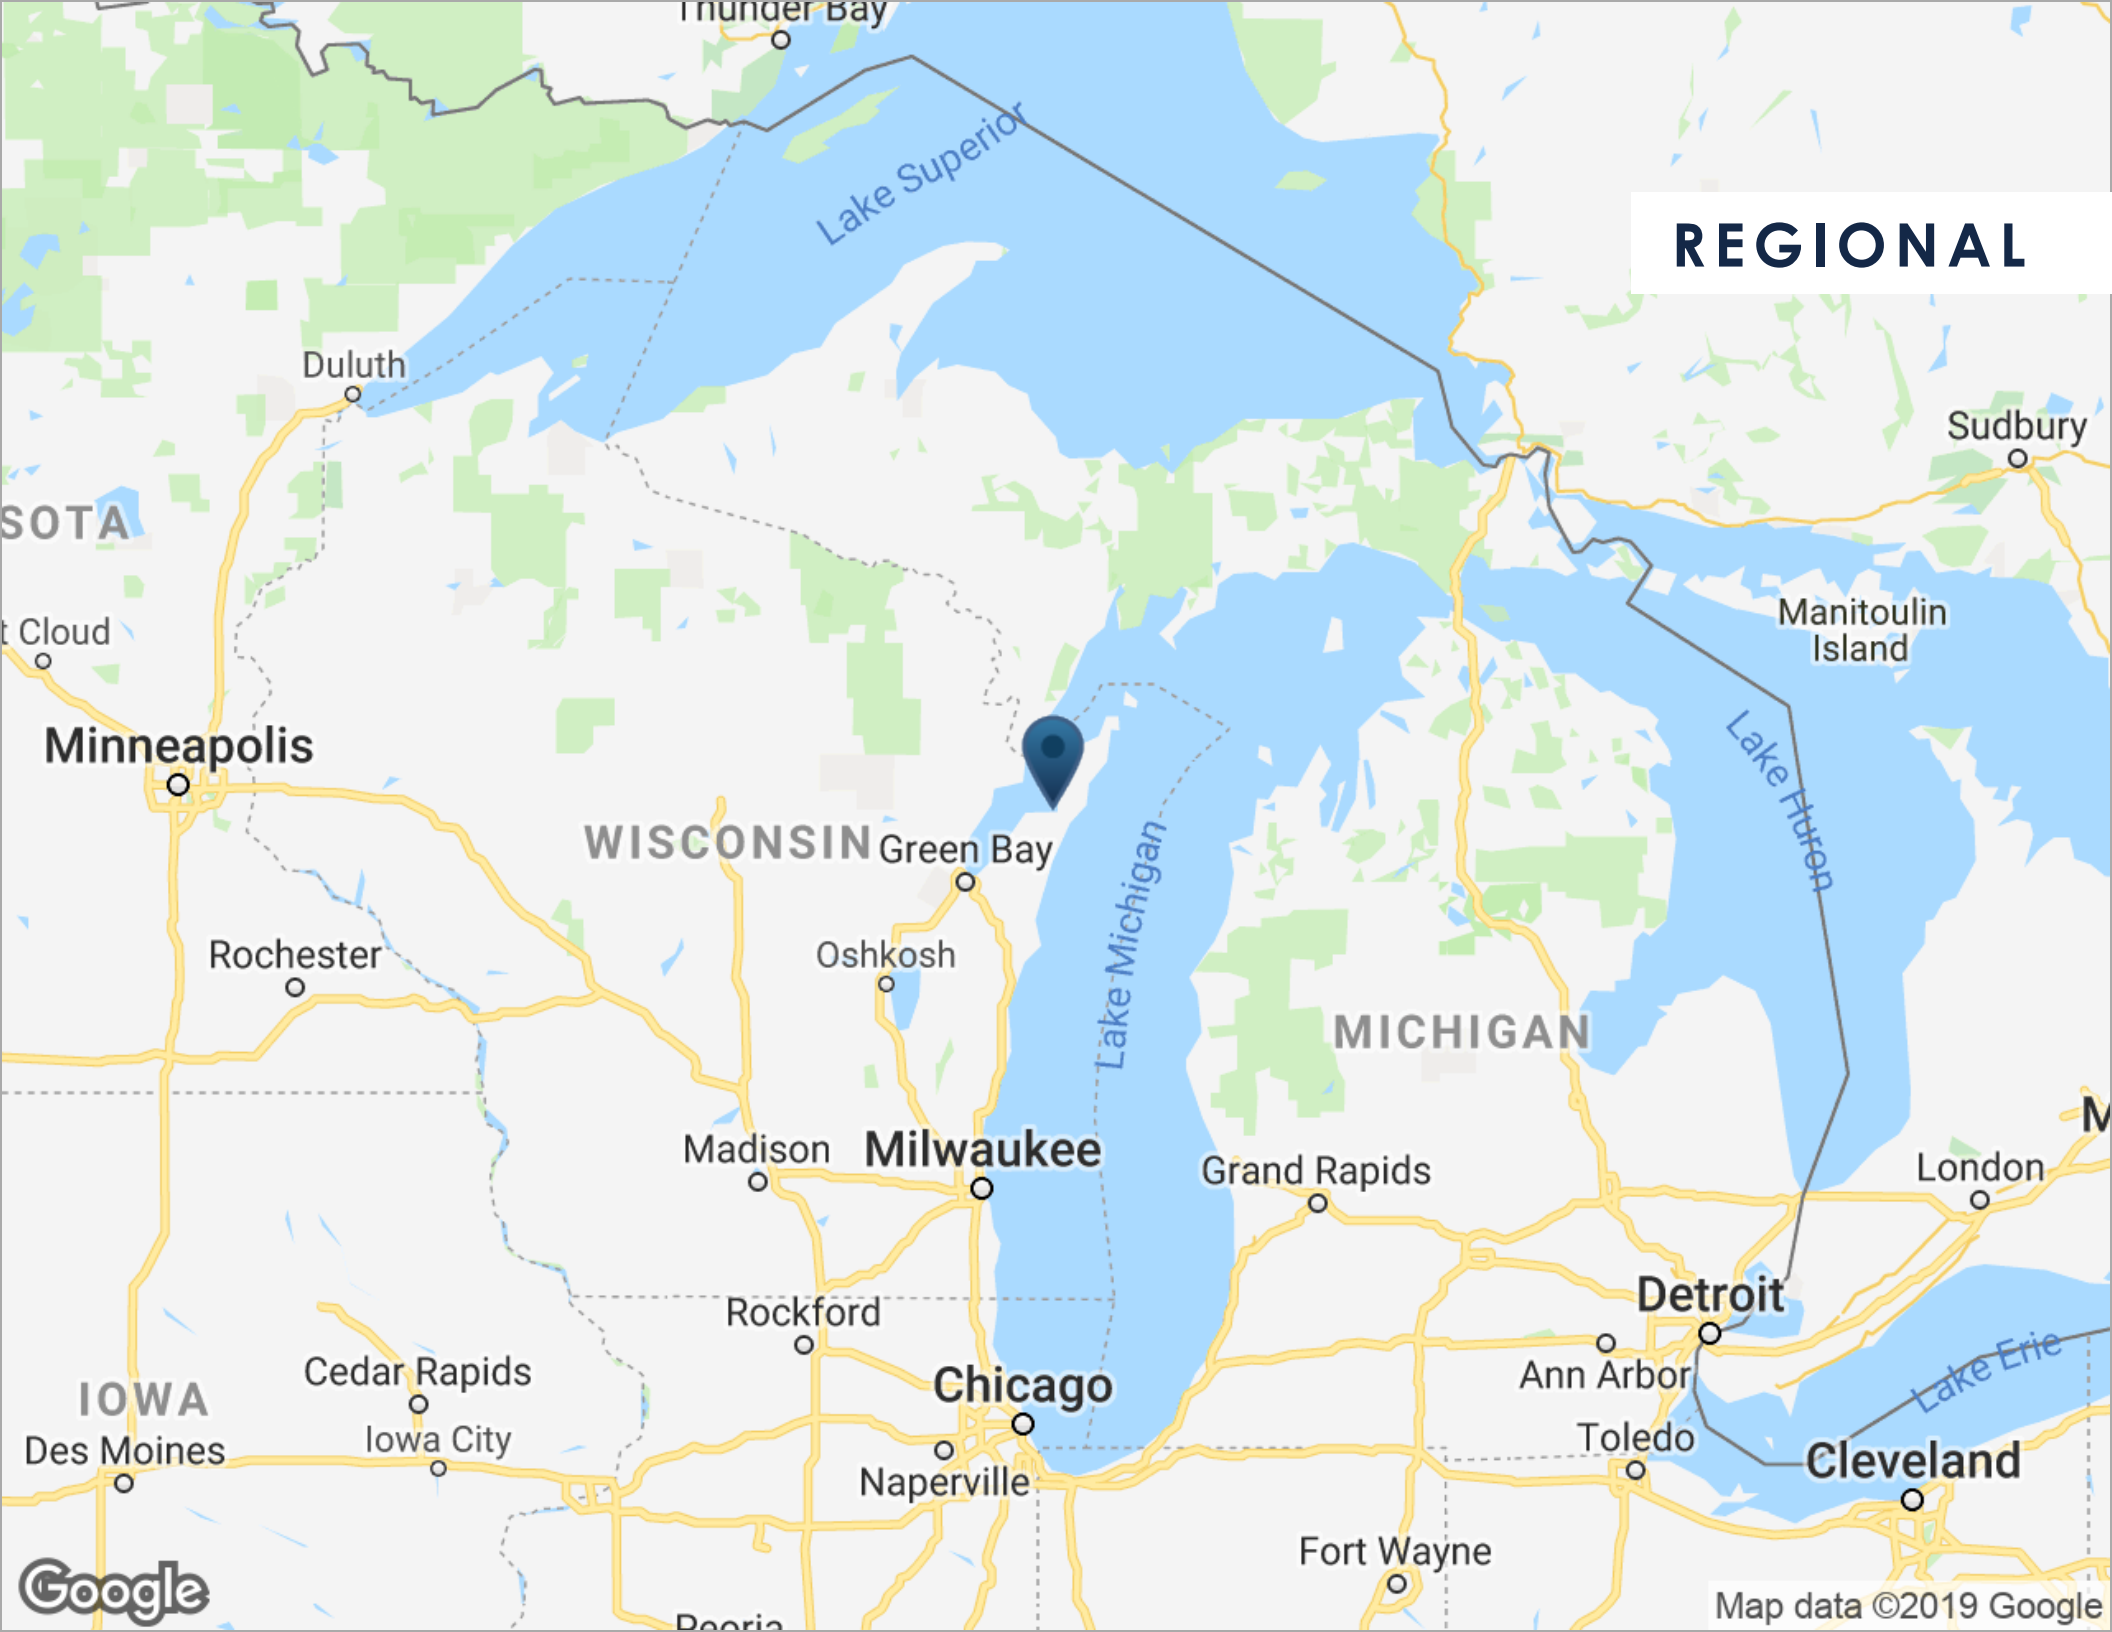 Thunder Bay
Lake Superior
REGIONAL
Duluth
Sudbury
SOTA
Manitoulin
Island
t Cloud
Minneapolis
Lake Huron
WISCONSIN
Green Bay
Lake Michigan
Rochester
Oshkosh
MICHIGAN
M
Madison
Milwaukee
Grand Rapids
London
Detroit
Rockford
Cedar Rapids
Chicago
Ann Arbor
Lake Erie
IOWA
Des Moines
Iowa City
Naperville
Toledo
Cleveland
Fort Wayne
Google
Peoria
Map data ©2019 Google